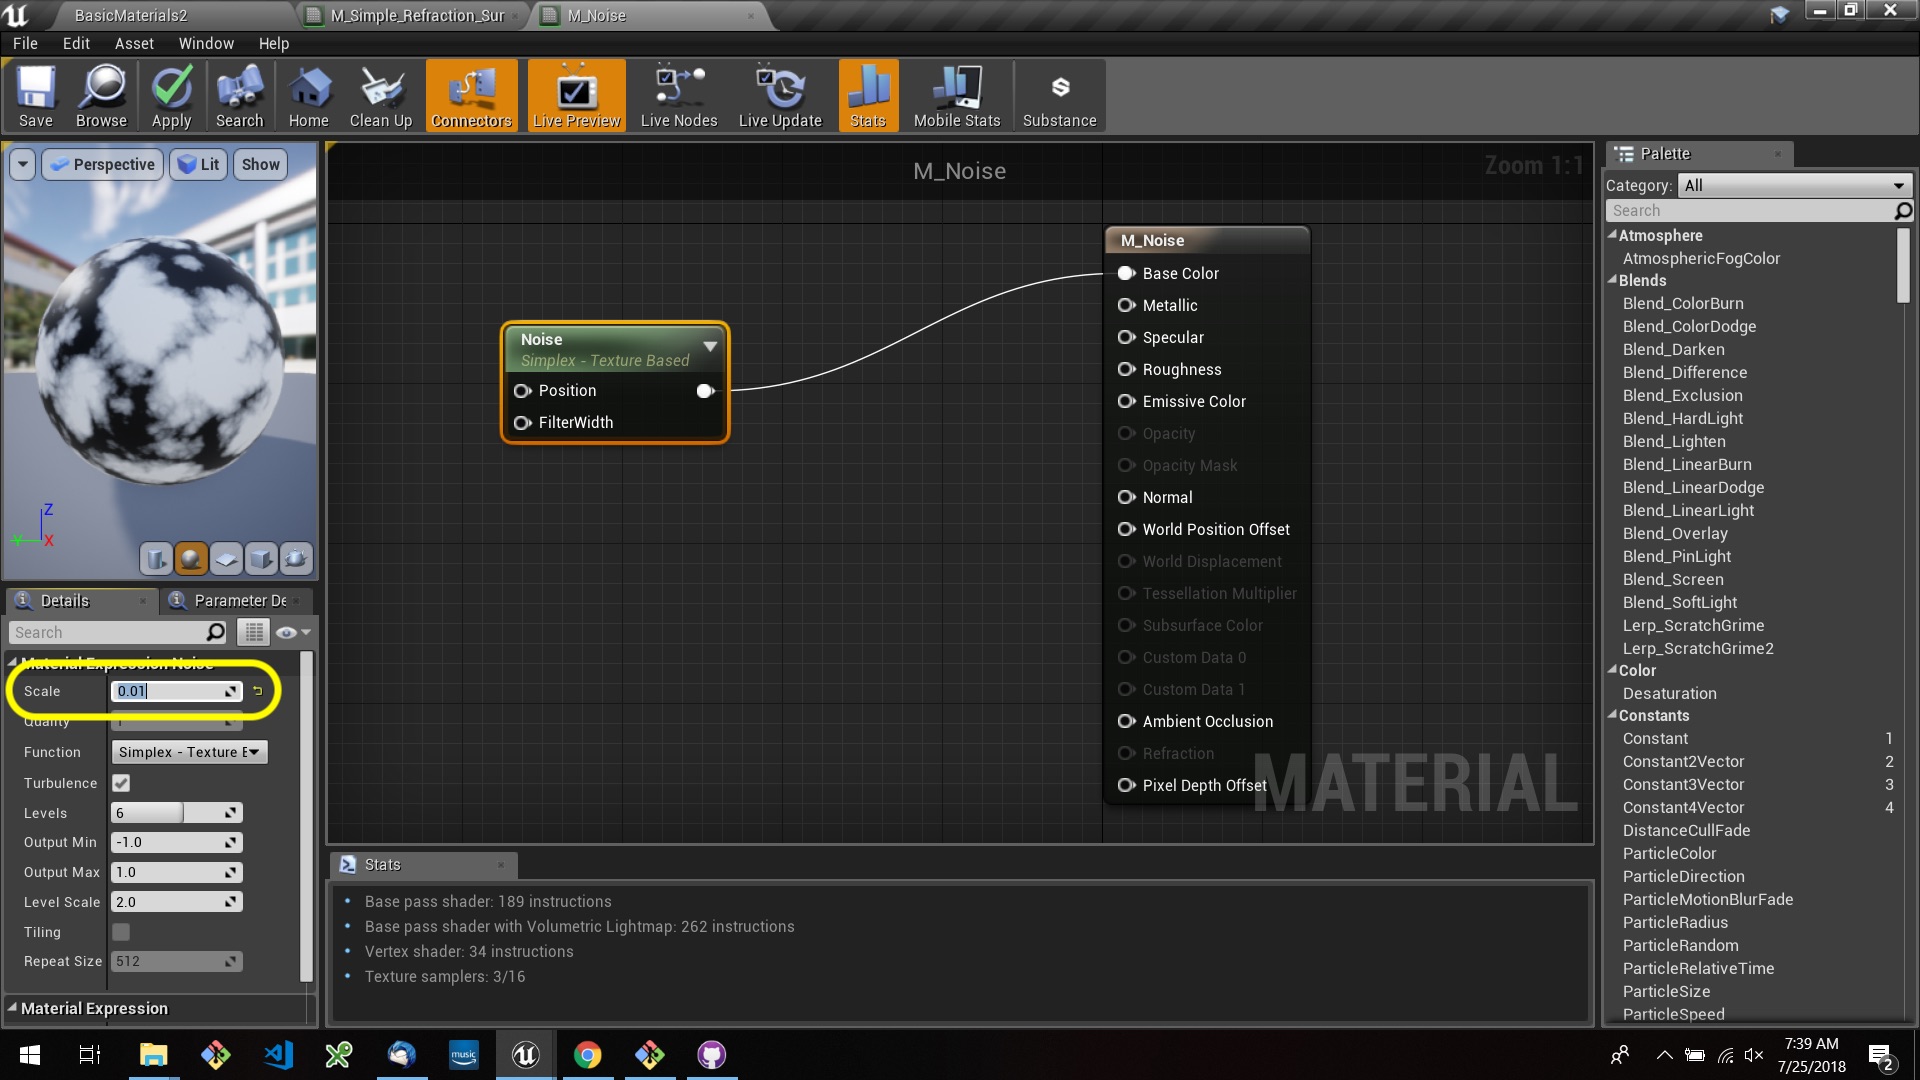 BasicMaterials2
M_Simple_Refraction_Sur
M_Noise
File Edit Asset Window Help
Save Browse Apply Search Home Clean Up Connectors Live Preview Live Nodes Live Update Stats Mobile Stats Substance
Perspective Lit Show
Z
Y
X
M_Noise
Zoom 1:1
Noise
Simplex - Texture Based
Position
FilterWidth
M_Noise
Base Color
Metallic
Specular
Roughness
Emissive Color
Opacity
Opacity Mask
Normal
World Position Offset
World Displacement
Tessellation Multiplier
Subsurface Color
Custom Data 0
Custom Data 1
Ambient Occlusion
Refraction
Pixel Depth Offset
MATERIAL
Details
Parameter De
Search
Material Expression Noise
Scale 0.01
Quality 1
Function Simplex - Texture B
Turbulence
Levels 6
Output Min -1.0
Output Max 1.0
Level Scale 2.0
Tiling
Repeat Size 512
Material Expression
Stats
Base pass shader: 189 instructions
Base pass shader with Volumetric Lightmap: 262 instructions
Vertex shader: 34 instructions
Texture samplers: 3/16
Palette
Category: All
Search
Atmosphere
AtmosphericFogColor
Blends
Blend_ColorBurn
Blend_ColorDodge
Blend_Darken
Blend_Difference
Blend_Exclusion
Blend_HardLight
Blend_Lighten
Blend_LinearBurn
Blend_LinearDodge
Blend_LinearLight
Blend_Overlay
Blend_PinLight
Blend_Screen
Blend_SoftLight
Lerp_ScratchGrime
Lerp_ScratchGrime2
Color
Desaturation
Constants
Constant 1
Constant2Vector 2
Constant3Vector 3
Constant4Vector 4
DistanceCullFade
ParticleColor
ParticleDirection
ParticleMotionBlurFade
ParticleRadius
ParticleRandom
ParticleRelativeTime
ParticleSize
ParticleSpeed
music
7:39 AM
7/25/2018
2